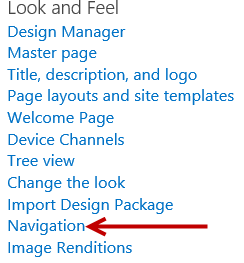 Look and Feel
Design Manager
Master page
Title, description, and logo
Page layouts and site templates
Welcome Page
Device Channels
Tree view
Change the look
Import Design Package
Navigation
Image Renditions